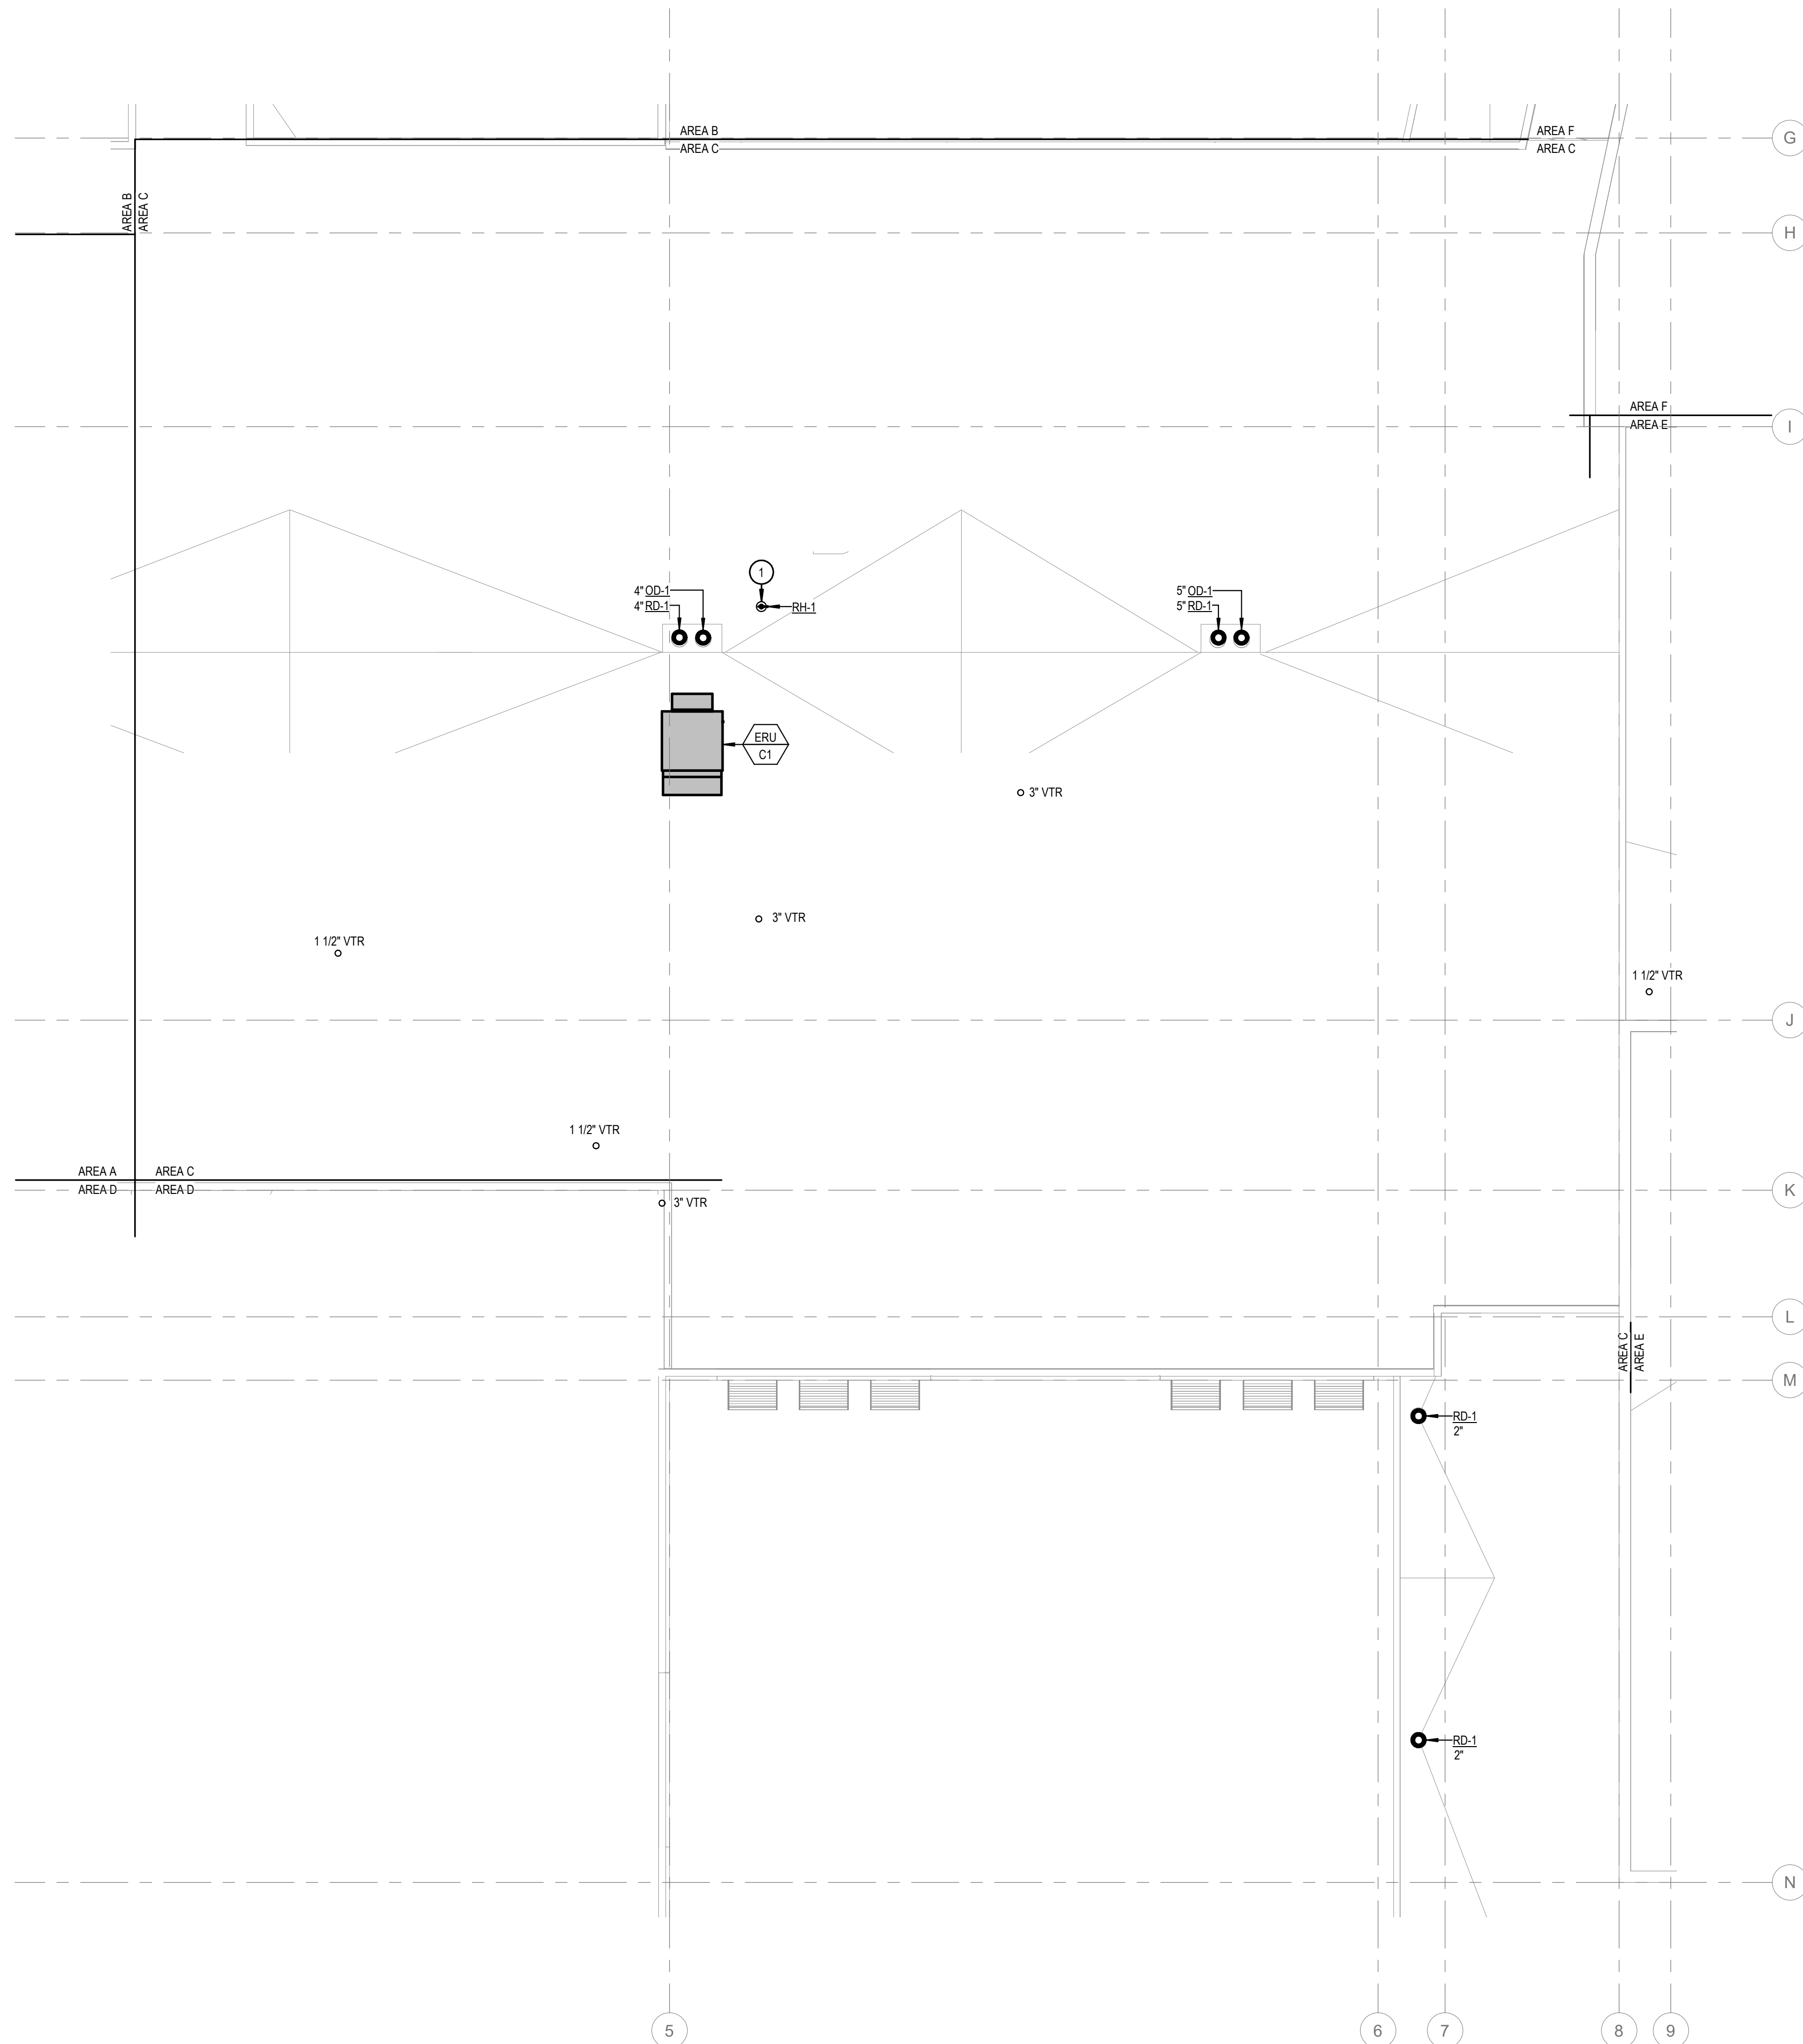 AREA B
AREA C
AREA F
AREA C
G
AREA B
AREA C
H
AREA F
AREA E
I
1
4" OD-1
4" RD-1
RH-1
5" OD-1
5" RD-1
ERU
C1
3" VTR
3" VTR
1 1/2" VTR
1 1/2" VTR
J
1 1/2" VTR
AREA A
AREA C
AREA D
AREA D
K
3" VTR
L
AREA C
AREA E
M
RD-1
2"
RD-1
2"
N
5
6
7
8
9